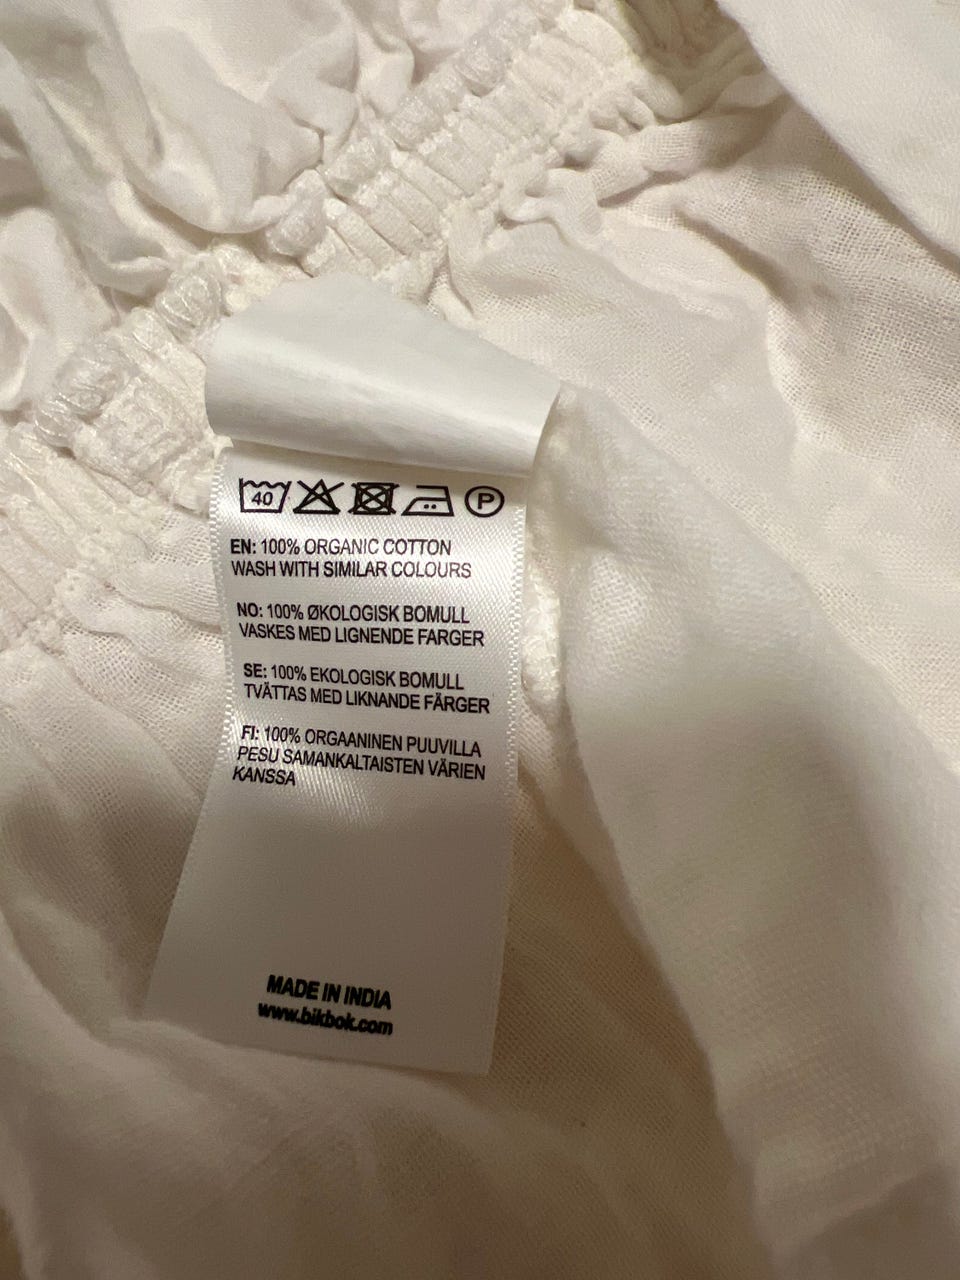 40 P
EN: 100% ORGANIC COTTON
WASH WITH SIMILAR COLOURS
NO: 100% ØKOLOGISK BOMULL
VASKES MED LIGNENDE FARGER
SE: 100% EKOLOGISK BOMULL
TVÄTTAS MED LIKNANDE FÄRGER
FI: 100% ORGAANINEN PUUVILLA
PESU SAMANKALTAISTEN VÄRIEN
KANSSA
MADE IN INDIA
www.bikbok.com